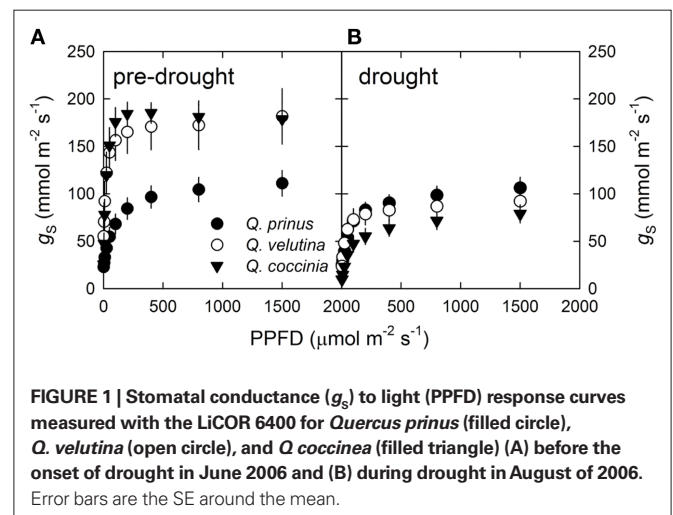 A
B
250
200
150
100
50
0
gS (mmol m-2 s-1)
pre-drought
drought
Q. prinus
Q. velutina
Q. coccinia
250
200
150
100
50
0
gS (mmol m-2 s-1)
0 500 1000 1500 2000 500 1000 1500 2000
PPFD (μmol m-2 s-1)
FIGURE 1 | Stomatal conductance (gs) to light (PPFD) response curves
measured with the LiCOR 6400 for Quercus prinus (filled circle),
Q. velutina (open circle), and Q coccinea (filled triangle) (A) before the
onset of drought in June 2006 and (B) during drought in August of 2006.
Error bars are the SE around the mean.